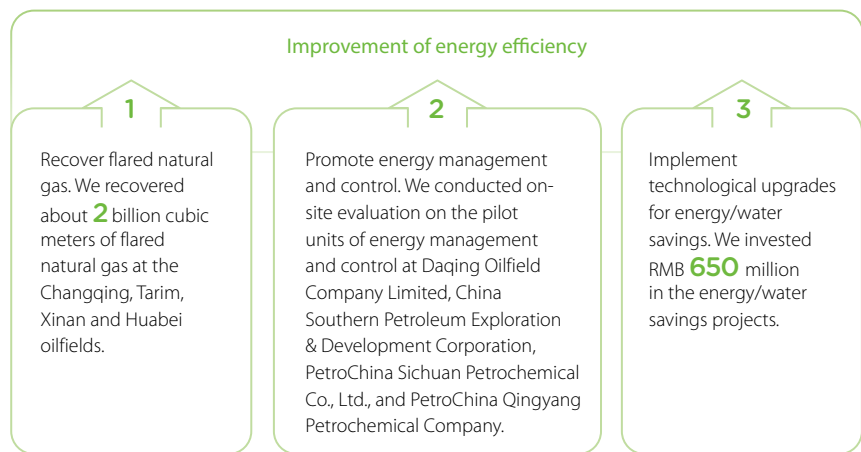 Improvement of energy efficiency
1
Recover flared natural
gas. We recovered
about 2 billion cubic
meters of flared
natural gas at the
Changqing, Tarim,
Xinan and Huabei
oilfields.
2
Promote energy management
and control. We conducted on-
site evaluation on the pilot
units of energy management
and control at Daqing Oilfield
Company Limited, China
Southern Petroleum Exploration
& Development Corporation,
PetroChina Sichuan Petrochemical
Co., Ltd., and PetroChina Qingyang
Petrochemical Company.
3
Implement
technological upgrades
for energy/water
savings. We invested
RMB 650 million
in the energy/water
savings projects.